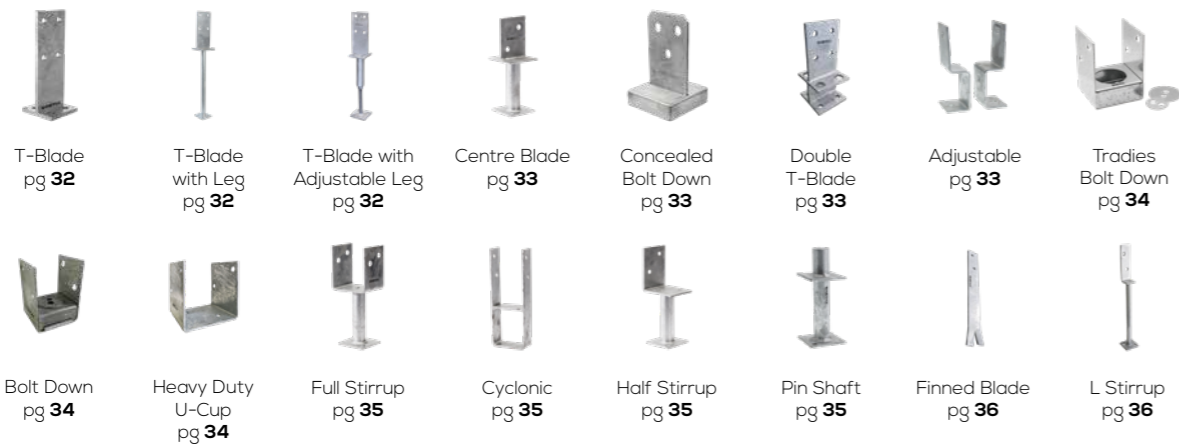 T-Blade
pg 32
T-Blade
with Leg
pg 32
T-Blade with
Adjustable Leg
pg 32
Centre Blade
pg 33
Concealed
Bolt Down
pg 33
Double
T-Blade
pg 33
Adjustable
pg 33
Tradies
Bolt Down
pg 34
Bolt Down
pg 34
Heavy Duty
U-Cup
pg 34
Full Stirrup
pg 35
Cyclonic
pg 35
Half Stirrup
pg 35
Pin Shaft
pg 35
Finned Blade
pg 36
L Stirrup
pg 36